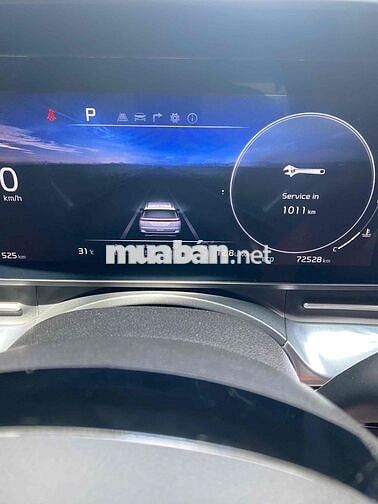 P
0
km/h
Service in
1011 km
C
525 km
31°C
muaban.net
72528 km